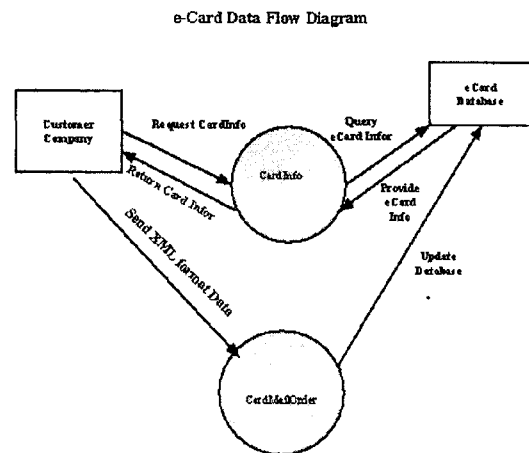 e-Card Data Flow Diagram
Customer
Company
Request CardInfo
Query
eCard Infor
eCard
Database
CardInfo
Return Card Infor
Provide
eCard
Info
Send XML format Data
Update
Database
CardMailOrder